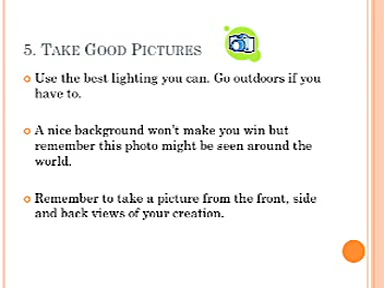 5. TAKE GOOD PICTURES
Use the best lighting you can. Go outdoors if you
have to.
A nice background won't make you win but
remember this photo might be seen around the
world.
Remember to take a picture from the front, side
and back views of your creation.